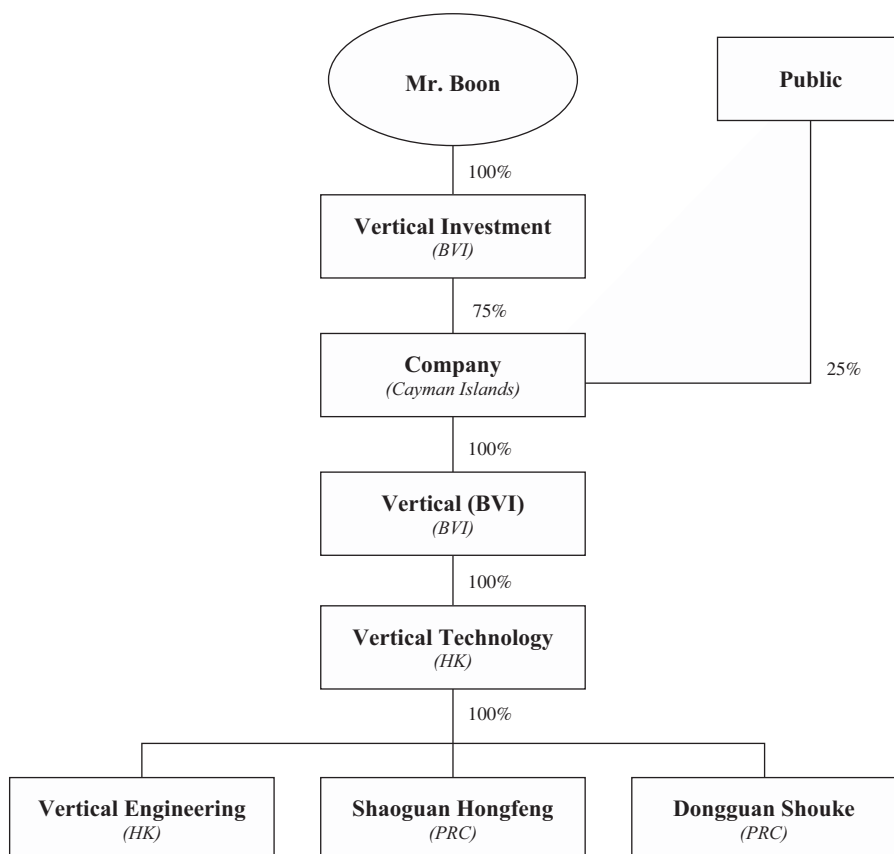 Mr. Boon
Public
100%
Vertical Investment
(BVI)
75%
Company
(Cayman Islands)
25%
100%
Vertical (BVI)
(BVI)
100%
Vertical Technology
(HK)
100%
Vertical Engineering
(HK)
Shaoguan Hongfeng
(PRC)
Dongguan Shouke
(PRC)